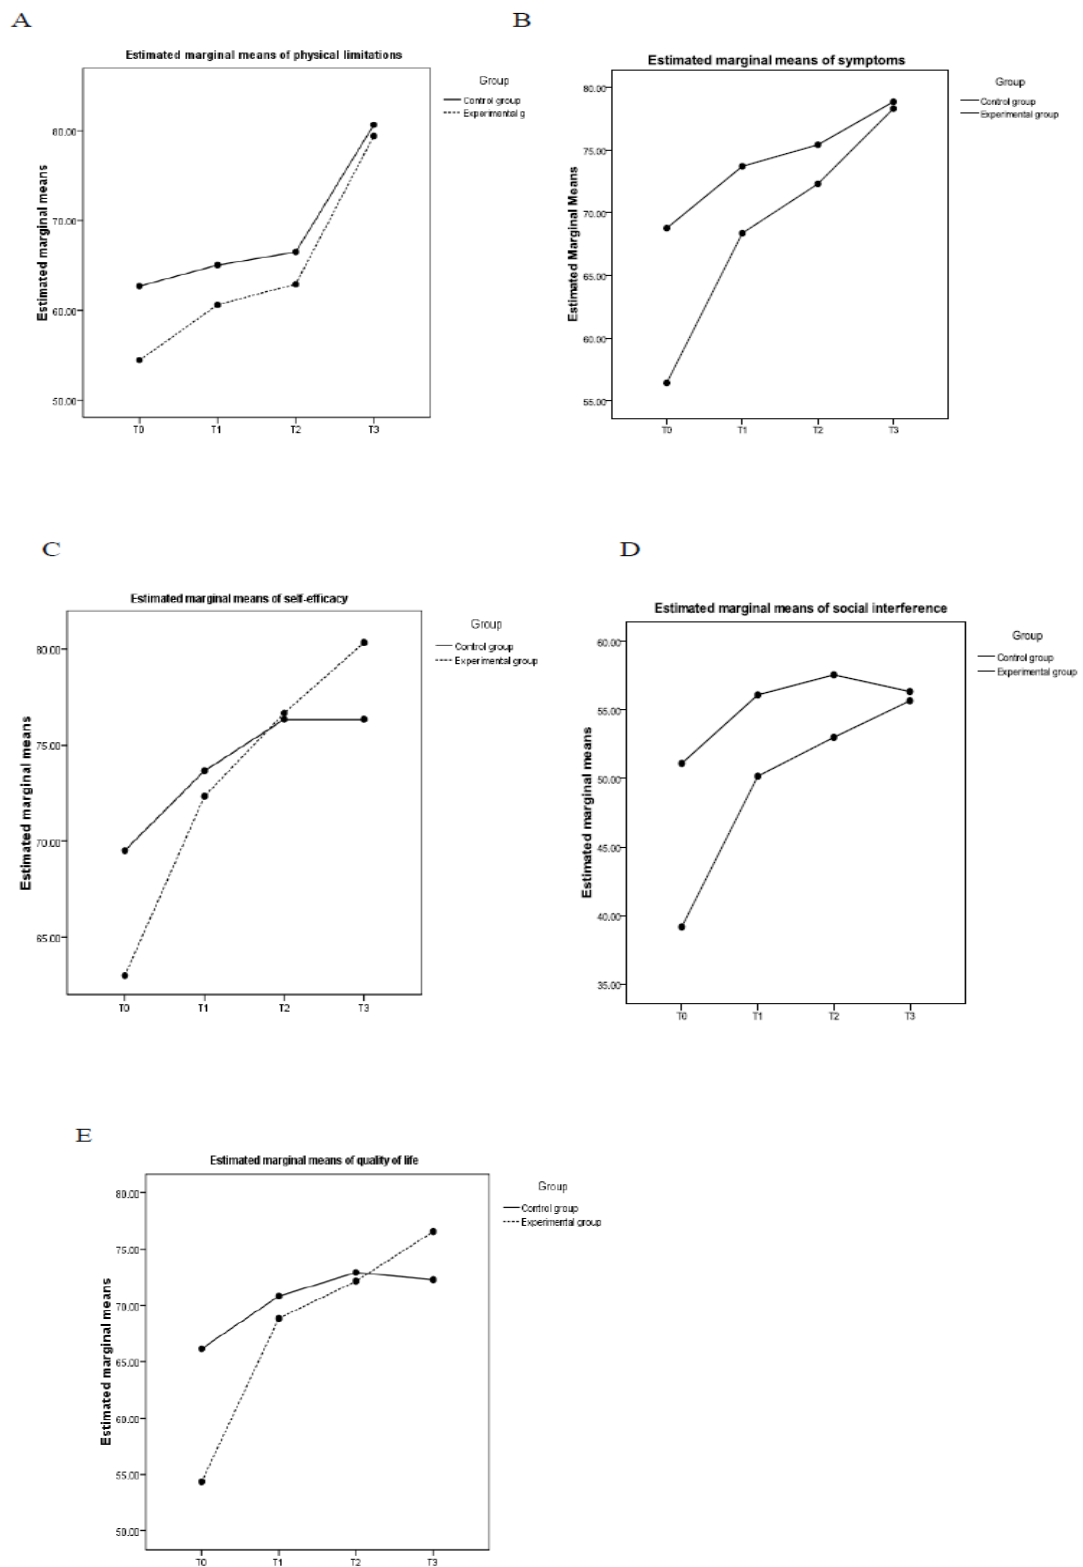 A
Estimated marginal means of physical limitations
Group
Control group
Experimental g
Estimated marginal means
80.00
70.00
60.00
50.00
T0
T1
T2
T3
B
Estimated marginal means of symptoms
Group
Control group
Experimental group
Estimated Marginal Means
80.00
75.00
70.00
65.00
60.00
55.00
T0
T1
T2
T3
C
Estimated marginal means of self-efficacy
Group
Control group
Experimental group
Estimated marginal means
80.00
75.00
70.00
65.00
T0
T1
T2
T3
D
Estimated marginal means of social interference
Group
Control group
Experimental group
Estimated marginal means
60.00
55.00
50.00
45.00
40.00
35.00
T0
T1
T2
T3
E
Estimated marginal means of quality of life
Group
Control group
Experimental group
Estimated marginal means
80.00
75.00
70.00
65.00
60.00
55.00
50.00
T0
T1
T2
T3